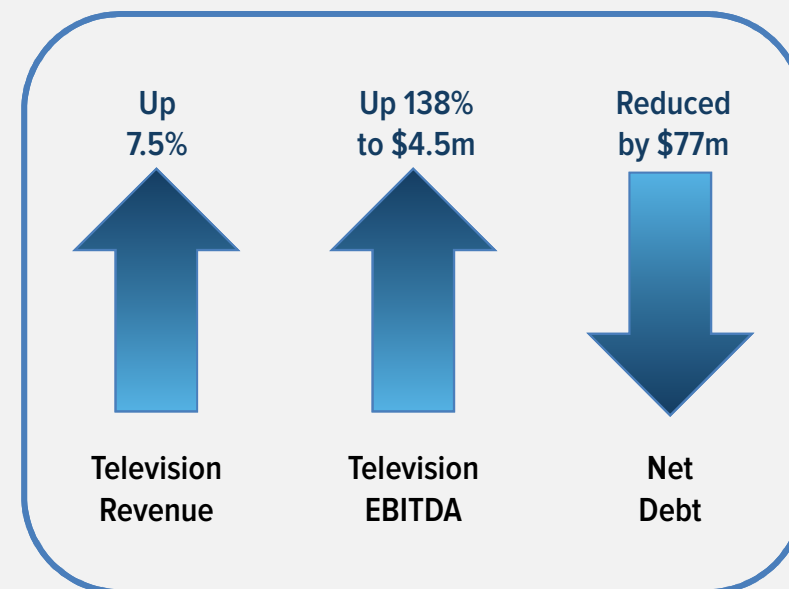 Up
7.5%
Television
Revenue
Up 138%
to $4.5m
Television
EBITDA
Reduced
by $77m
Net
Debt